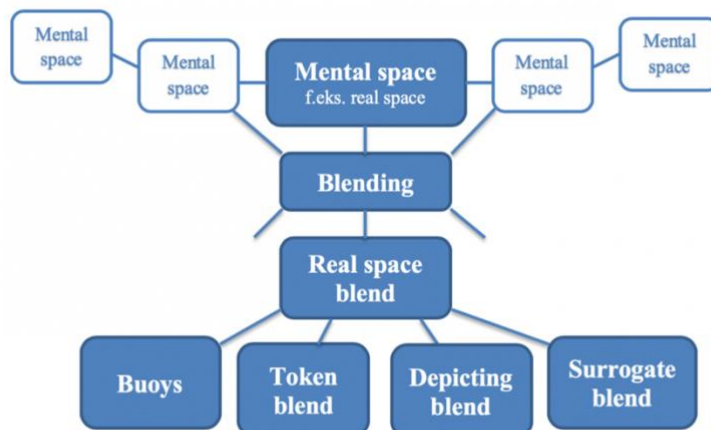 Mental
space
Mental
space
Mental space
f.eks. real space
Mental
space
Mental
space
Blending
Real space
blend
Buoys
Token
blend
Depicting
blend
Surrogate
blend